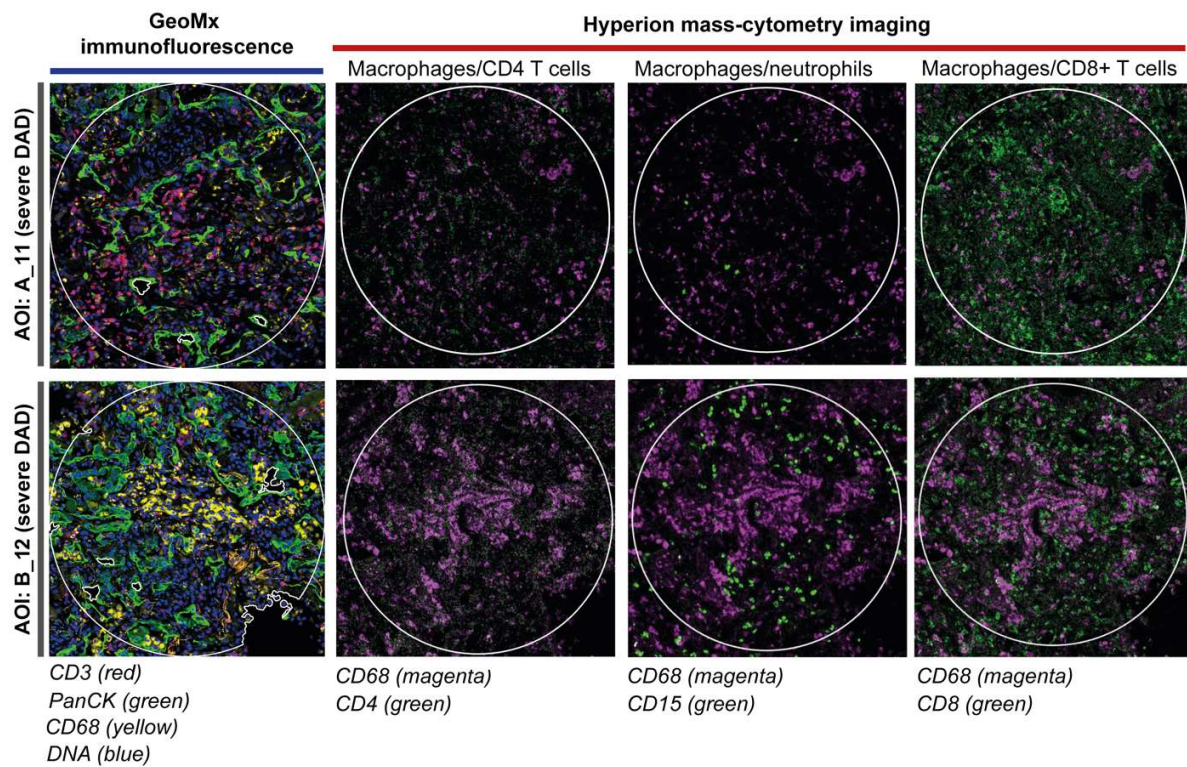 GeoMx
immunofluorescence
Hyperion mass-cytometry imaging
Macrophages/CD4 T cells
Macrophages/neutrophils
Macrophages/CD8+ T cells
AOI: A_11 (severe DAD)
AOI: B_12 (severe DAD)
CD3 (red)
PanCK (green)
CD68 (yellow)
DNA (blue)
CD68 (magenta)
CD4 (green)
CD68 (magenta)
CD15 (green)
CD68 (magenta)
CD8 (green)